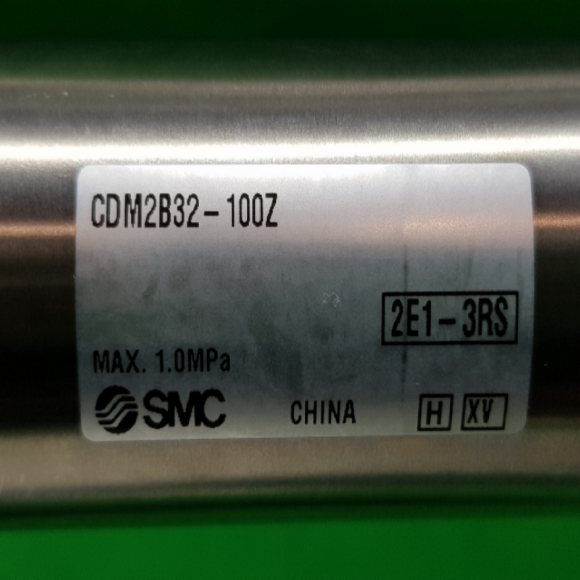 CDM2B32-100Z
2E1-3RS
MAX. 1.0MPa
SMC CHINA H XV